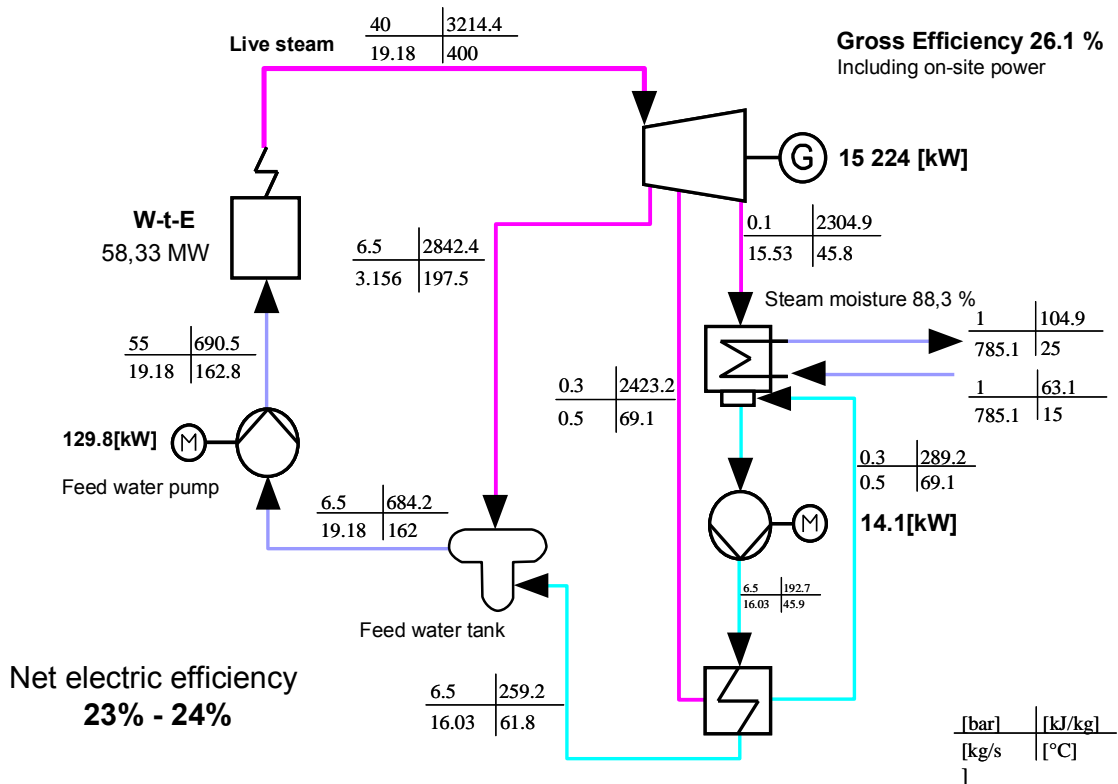 40 3214.4
19.18 400
Live steam
Gross Efficiency 26.1 %
Including on-site power
G
15 224 [kW]
W-t-E
58,33 MW
6.5 2842.4
3.156 197.5
0.1 2304.9
15.53 45.8
Steam moisture 88,3 %
1 104.9
785.1 25
1 63.1
785.1 15
55 690.5
19.18 162.8
0.3 2423.2
0.5 69.1
129.8[kW]
M
Feed water pump
0.3 289.2
0.5 69.1
6.5 684.2
19.18 162
M
14.1[kW]
6.5 192.7
16.03 45.9
Feed water tank
Net electric efficiency
23% - 24%
6.5 259.2
16.03 61.8
[bar] [kJ/kg]
[kg/s [°C]
]